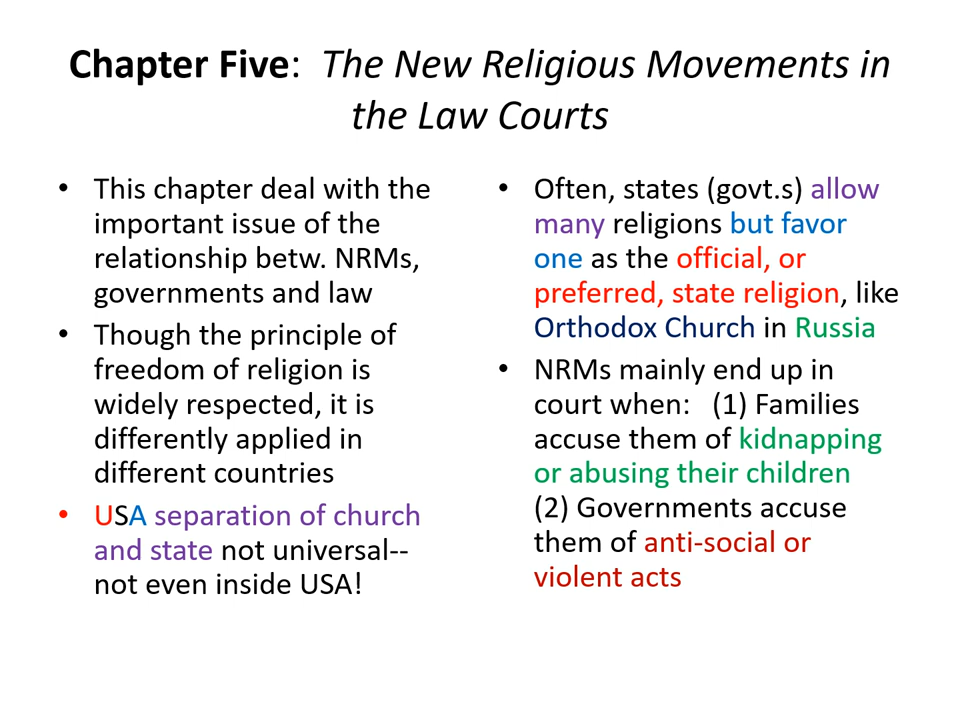 Chapter Five:  The New Religious Movements in
the Law Courts
• This chapter deal with the
important issue of the
relationship betw. NRMs,
governments and law
• Though the principle of
freedom of religion is
widely respected, it is
differently applied in
different countries
• USA separation of church
and state not universal--
not even inside USA!
• Often, states (govt.s) allow
many religions but favor
one as the official, or
preferred, state religion, like
Orthodox Church in Russia
• NRMs mainly end up in
court when:   (1) Families
accuse them of kidnapping
or abusing their children
(2) Governments accuse
them of anti-social or
violent acts